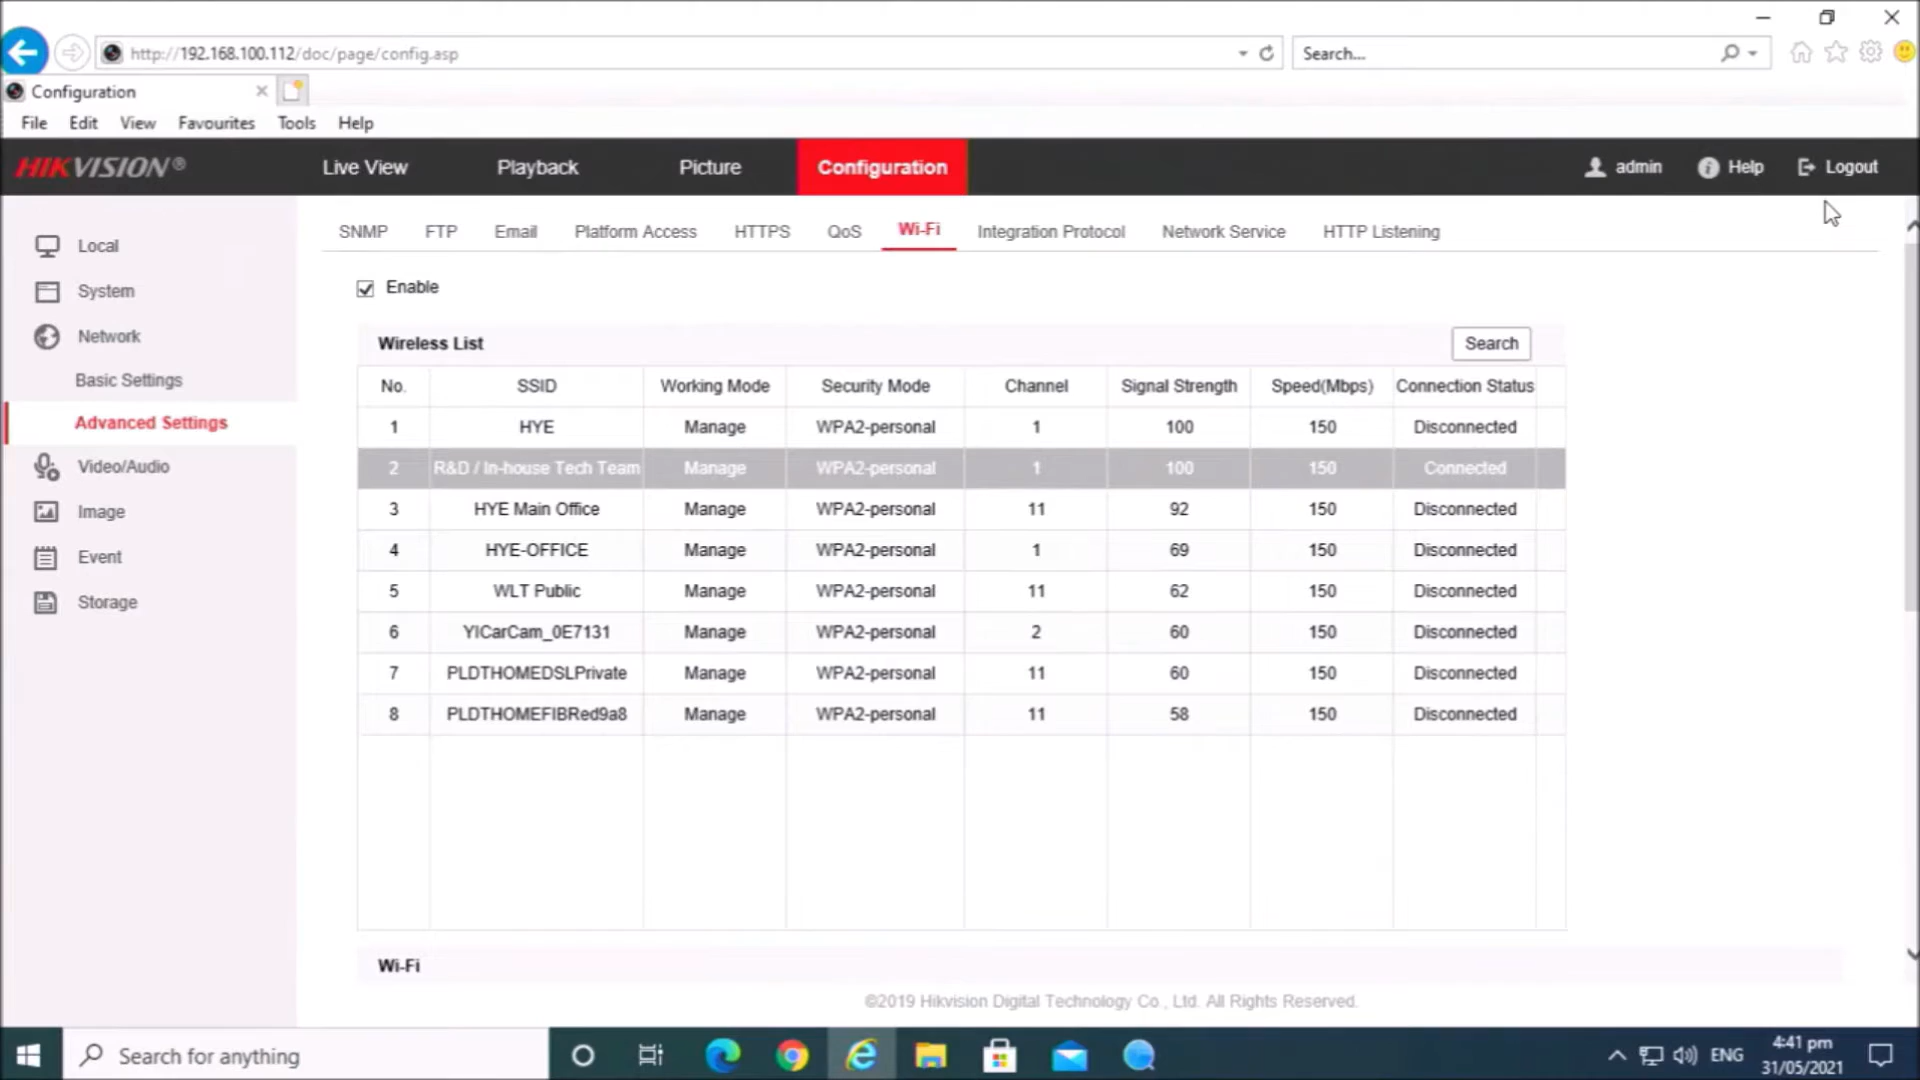 http://192.168.100.112/doc/page/config.asp
Search...
Configuration
File Edit View Favourites Tools Help
HIKVISION®
Live View Playback Picture Configuration
admin Help Logout
SNMP FTP Email Platform Access HTTPS QoS Wi-Fi Integration Protocol Network Service HTTP Listening
Local
System
Network
Basic Settings
Advanced Settings
Video/Audio
Image
Event
Storage
Enable
Wireless List Search
No. SSID Working Mode Security Mode Channel Signal Strength Speed(Mbps) Connection Status
1 HYE Manage WPA2-personal 1 100 150 Disconnected
2 R&D / In-house Tech Team Manage WPA2-personal 1 100 150 Connected
3 HYE Main Office Manage WPA2-personal 11 92 150 Disconnected
4 HYE-OFFICE Manage WPA2-personal 1 69 150 Disconnected
5 WLT Public Manage WPA2-personal 11 62 150 Disconnected
6 YICarCam_0E7131 Manage WPA2-personal 2 60 150 Disconnected
7 PLDTHOMEDSLPrivate Manage WPA2-personal 11 60 150 Disconnected
8 PLDTHOMEFIBRed9a8 Manage WPA2-personal 11 58 150 Disconnected
Wi-Fi
©2019 Hikvision Digital Technology Co., Ltd. All Rights Reserved.
Search for anything
ENG
4:41 pm
31/05/2021